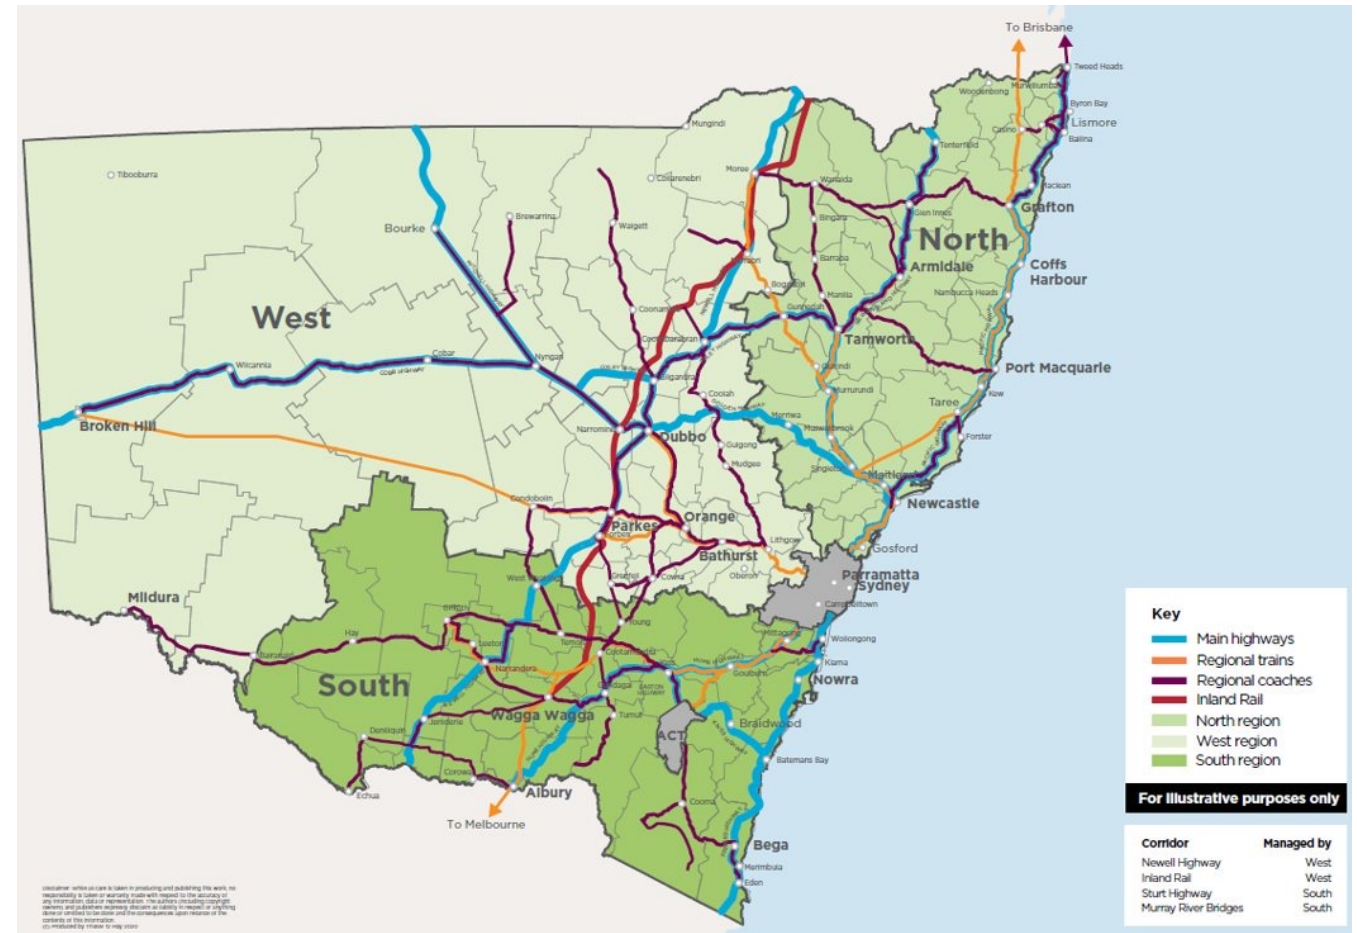 To Brisbane
Tweed Heads
Murwillumbah
Woodenbong
Byron Bay
Lismore
Casino
Ballina
Mungindi
Tenterfield
Tibooburra
Collarenebri
Moree
Warialda
Maclean
Glen Innes
Grafton
Brewarrina
Walgett
Bingara
Bourke
North
Narrabri
Barraba
Armidale
Coffs
Harbour
Boggabri
Manilla
Nambucca Heads
West
Coonamble
Gunnedah
Tamworth
Coonabarabran
Cobar
Nyngan
Wilcannia
Port Macquarie
Quirindi
Gilgandra
Murrurundi
Kew
Coolah
Taree
Merriwa
Broken Hill
Narromine
Dubbo
Muswellbrook
Forster
Gulgong
Mudgee
Singleton
Maitland
Condobolin
Newcastle
Parkes
Orange
Forbes
Lithgow
Bathurst
Gosford
Oberon
Parramatta
Sydney
West Wyalong
Grenfell
Cowra
Campbelltown
Mildura
Young
Mittagong
Wollongong
Hay
Leeton
Temora
Cootamundra
Kiama
Balranald
Narrandera
Yass
Goulburn
Nowra
South
Gundagai
BARTON
HIGHWAY
Wagga Wagga
Tumut
Jerilderie
Braidwood
ACT
Deniliquin
Batemans Bay
Corowa
Echuca
Albury
Cooma
To Melbourne
Bega
Merimbula
Eden
Key
Main highways
Regional trains
Regional coaches
Inland Rail
North region
West region
South region
For illustrative purposes only
Corridor Managed by
Newell Highway West
Inland Rail West
Sturt Highway South
Murray River Bridges South